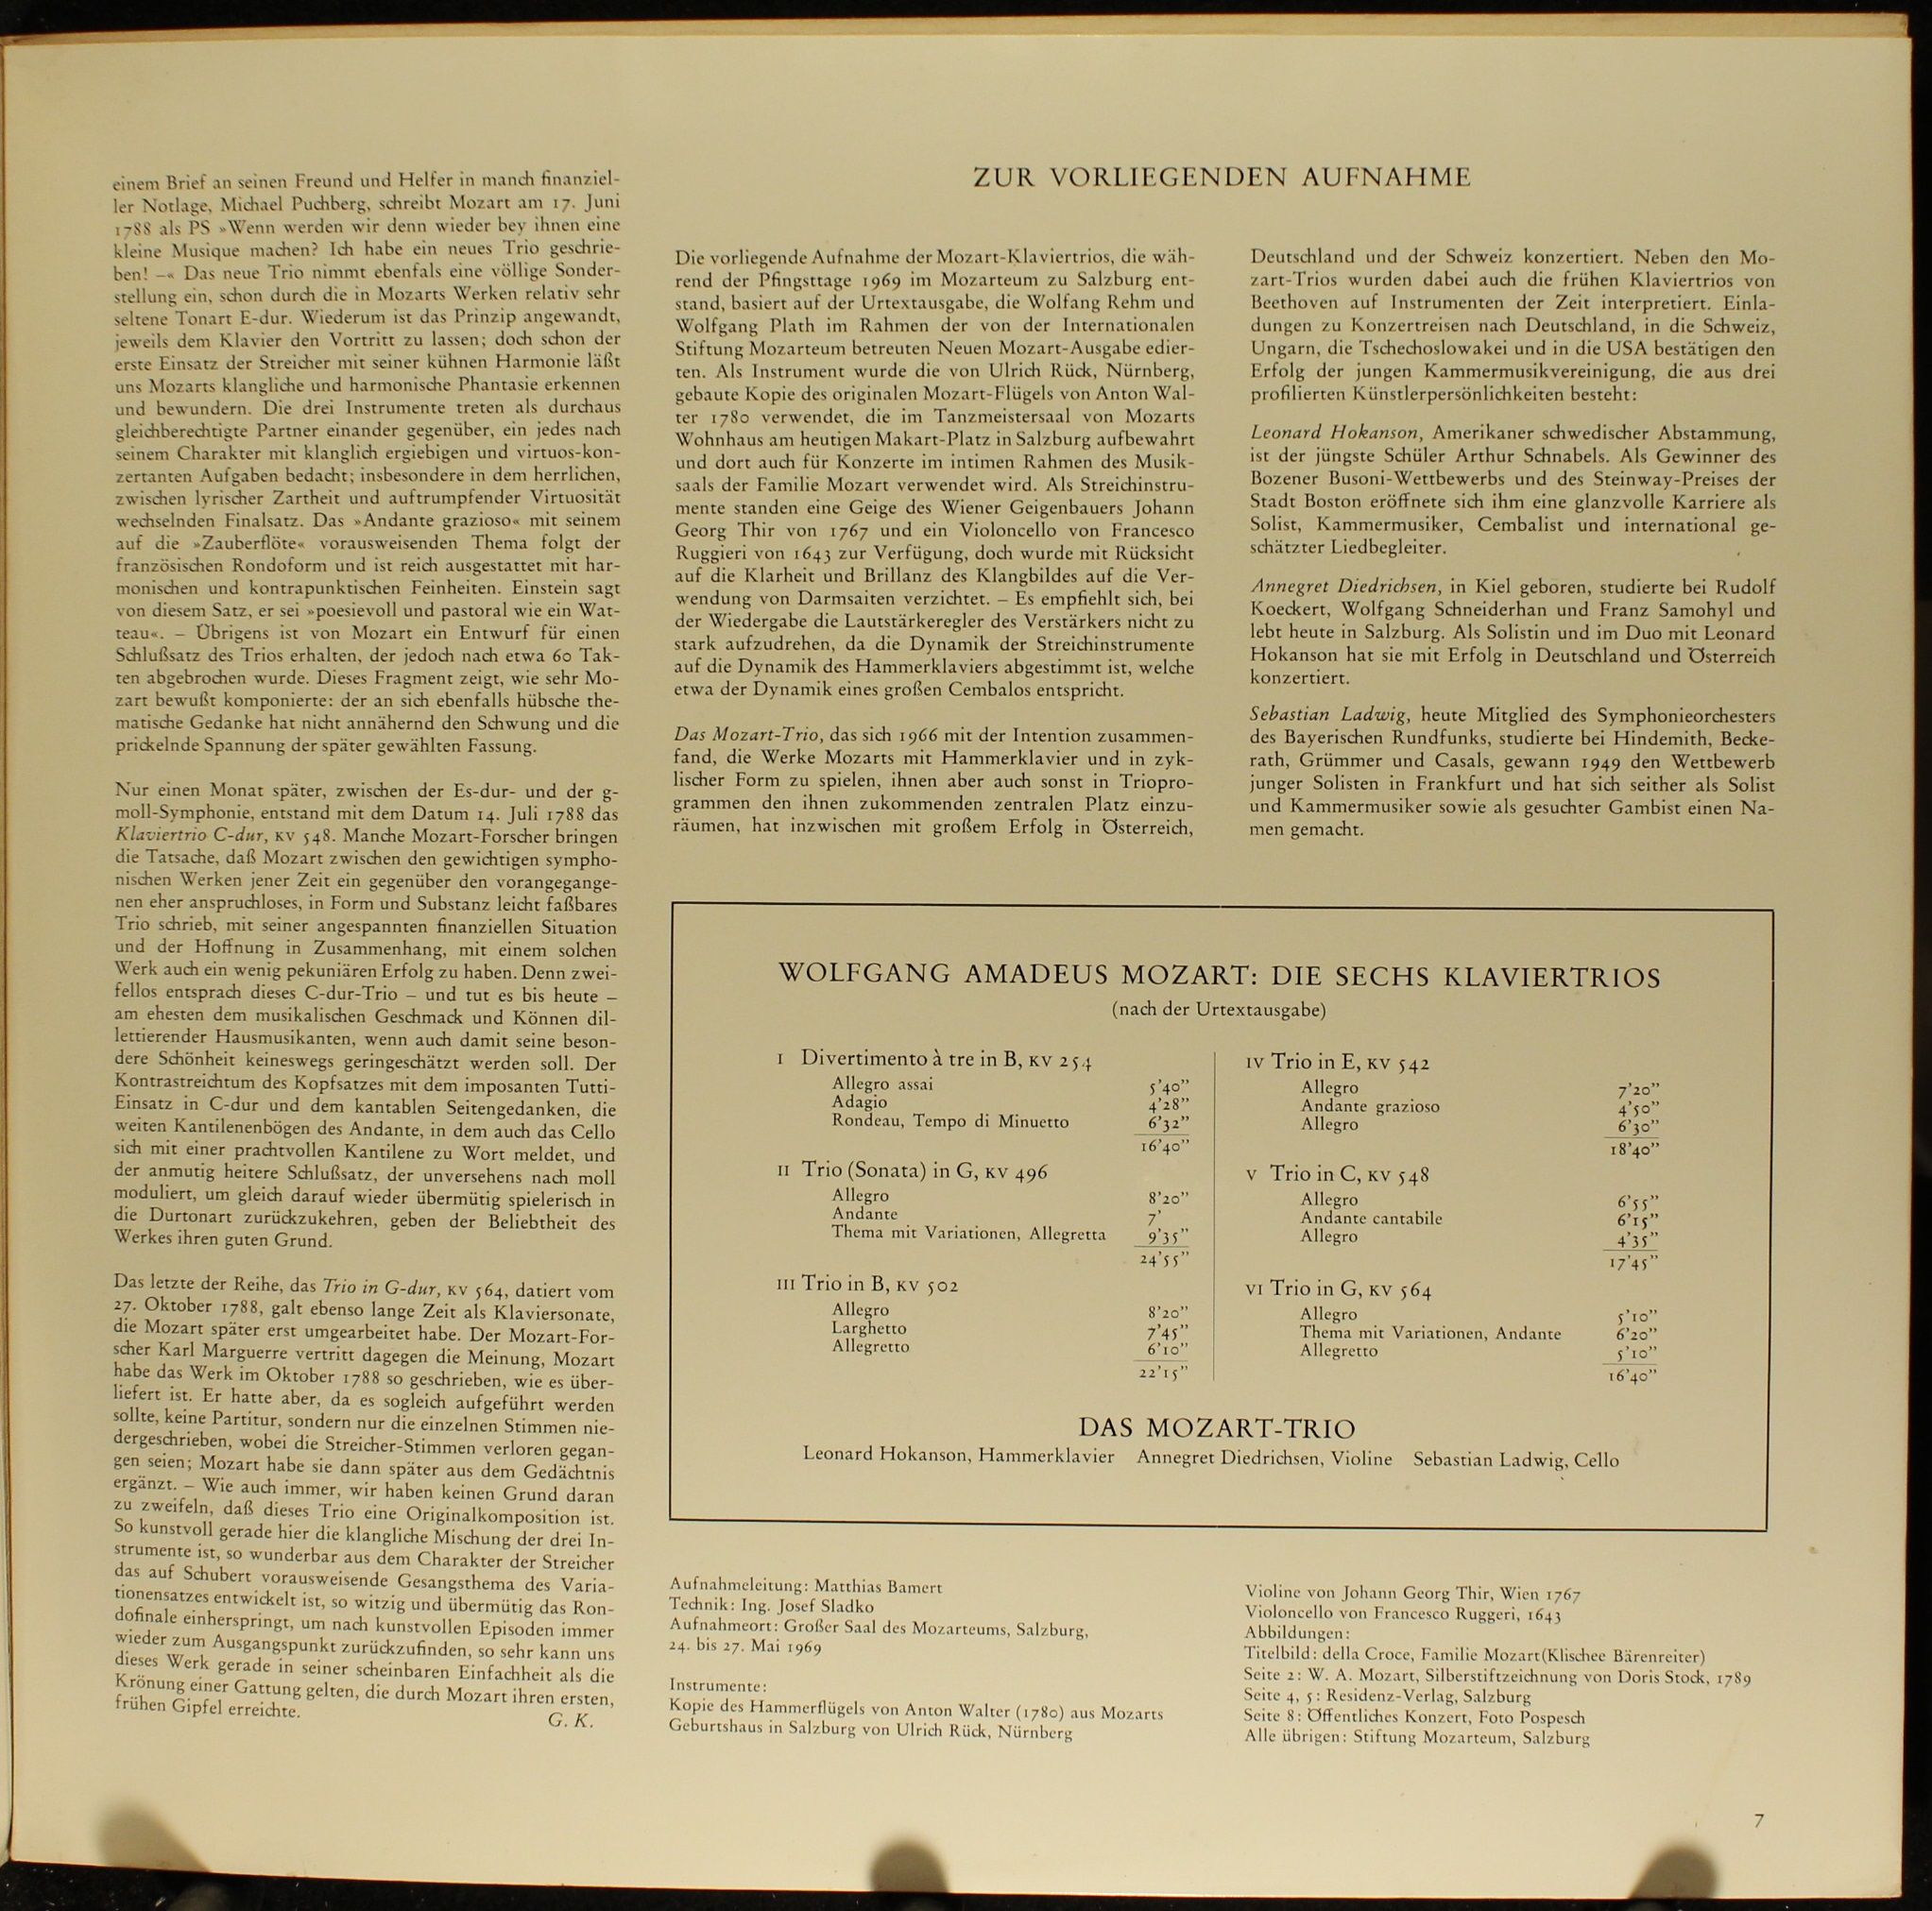 einem Brief an seinen Freund und Helfer in manch finanziel-
ler Notlage, Michael Puchberg, schreibt Mozart am 17. Juni
1788 als PS »Wenn werden wir denn wieder bey ihnen eine
kleine Musique machen? Ich habe ein neues Trio geschrie-
ben! –« Das neue Trio nimmt ebenfals eine völlige Sonder-
stellung ein, schon durch die in Mozarts Werken relativ sehr
seltene Tonart E-dur. Wiederum ist das Prinzip angewandt,
jeweils dem Klavier den Vortritt zu lassen; doch schon der
erste Einsatz der Streicher mit seiner kühnen Harmonie läßt
uns Mozarts klangliche und harmonische Phantasie erkennen
und bewundern. Die drei Instrumente treten als durchaus
gleichberechtigte Partner einander gegenüber, ein jedes nach
seinem Charakter mit klanglich ergiebigen und virtuos-kon-
zertanten Aufgaben bedacht; insbesondere in dem herrlichen,
zwischen lyrischer Zartheit und auftrumpfender Virtuosität
wechselnden Finalsatz. Das »Andante grazioso« mit seinem
auf die »Zauberflöte« vorausweisenden Thema folgt der
französischen Rondoform und ist reich ausgestattet mit har-
monischen und kontrapunktischen Feinheiten. Einstein sagt
von diesem Satz, er sei »poesievoll und pastoral wie ein Wat-
teau«. – Übrigens ist von Mozart ein Entwurf für einen
Schlußsatz des Trios erhalten, der jedoch nach etwa 60 Tak-
ten abgebrochen wurde. Dieses Fragment zeigt, wie sehr Mo-
zart bewußt komponierte: der an sich ebenfalls hübsche the-
matische Gedanke hat nicht annähernd den Schwung und die
prickelnde Spannung der später gewählten Fassung.
Nur einen Monat später, zwischen der Es-dur- und der g-
moll-Symphonie, entstand mit dem Datum 14. Juli 1788 das
Klaviertrio C-dur, KV 548. Manche Mozart-Forscher bringen
die Tatsache, daß Mozart zwischen den gewichtigen sympho-
nischen Werken jener Zeit ein gegenüber den vorangegange-
nen eher anspruchloses, in Form und Substanz leicht faßbares
Trio schrieb, mit seiner angespannten finanziellen Situation
und der Hoffnung in Zusammenhang, mit einem solchen
Werk auch ein wenig pekuniären Erfolg zu haben. Denn zwei-
fellos entsprach dieses C-dur-Trio – und tut es bis heute –
am ehesten dem musikalischen Geschmack und Können dil-
lettierender Hausmusikanten, wenn auch damit seine beson-
dere Schönheit keineswegs geringeschätzt werden soll. Der
Kontrastreichtum des Kopfsatzes mit dem imposanten Tutti-
Einsatz in C-dur und dem kantablen Seitengedanken, die
weiten Kantilenenbögen des Andante, in dem auch das Cello
sich mit einer prachtvollen Kantilene zu Wort meldet, und
der anmutig heitere Schlußsatz, der unversehens nach moll
moduliert, um gleich darauf wieder übermütig spielerisch in
die Durtonart zurückzukehren, geben der Beliebtheit des
Werkes ihren guten Grund.
Das letzte der Reihe, das Trio in G-dur, KV 564, datiert vom
27. Oktober 1788, galt ebenso lange Zeit als Klaviersonate,
die Mozart später erst umgearbeitet habe. Der Mozart-For-
scher Karl Marguerre vertritt dagegen die Meinung, Mozart
habe das Werk im Oktober 1788 so geschrieben, wie es über-
liefert ist. Er hatte aber, da es sogleich aufgeführt werden
sollte, keine Partitur, sondern nur die einzelnen Stimmen nie-
dergeschrieben, wobei die Streicher-Stimmen verloren gegan-
gen seien; Mozart habe sie dann später aus dem Gedächtnis
ergänzt. – Wie auch immer, wir haben keinen Grund daran
zu zweifeln, daß dieses Trio eine Originalkomposition ist.
So kunstvoll gerade hier die klangliche Mischung der drei In-
strumente ist, so wunderbar aus dem Charakter der Streicher
das auf Schubert vorausweisende Gesangsthema des Varia-
tionensatzes entwickelt ist, so witzig und übermütig das Ron-
dofinale einherspringt, um nach kunstvollen Episoden immer
wieder zum Ausgangspunkt zurückzufinden, so sehr kann uns
dieses Werk gerade in seiner scheinbaren Einfachheit als die
Krönung einer Gattung gelten, die durch Mozart ihren ersten,
frühen Gipfel erreichte.
G. K.
ZUR VORLIEGENDEN AUFNAHME
Die vorliegende Aufnahme der Mozart-Klaviertrios, die wäh-
rend der Pfingsttage 1969 im Mozarteum zu Salzburg ent-
stand, basiert auf der Urtextausgabe, die Wolfang Rehm und
Wolfgang Plath im Rahmen der von der Internationalen
Stiftung Mozarteum betreuten Neuen Mozart-Ausgabe edier-
ten. Als Instrument wurde die von Ulrich Rück, Nürnberg,
gebaute Kopie des originalen Mozart-Flügels von Anton Wal-
ter 1780 verwendet, die im Tanzmeistersaal von Mozarts
Wohnhaus am heutigen Makart-Platz in Salzburg aufbewahrt
und dort auch für Konzerte im intimen Rahmen des Musik-
saals der Familie Mozart verwendet wird. Als Streichinstru-
mente standen eine Geige des Wiener Geigenbauers Johann
Georg Thir von 1767 und ein Violoncello von Francesco
Ruggieri von 1643 zur Verfügung, doch wurde mit Rücksicht
auf die Klarheit und Brillanz des Klangbildes auf die Ver-
wendung von Darmsaiten verzichtet. – Es empfiehlt sich, bei
der Wiedergabe die Lautstärkeregler des Verstärkers nicht zu
stark aufzudrehen, da die Dynamik der Streichinstrumente
auf die Dynamik des Hammerklaviers abgestimmt ist, welche
etwa der Dynamik eines großen Cembalos entspricht.
Das Mozart-Trio, das sich 1966 mit der Intention zusammen-
fand, die Werke Mozarts mit Hammerklavier und in zyk-
lischer Form zu spielen, ihnen aber auch sonst in Triopro-
grammen den ihnen zukommenden zentralen Platz einzu-
räumen, hat inzwischen mit großem Erfolg in Österreich,
Deutschland und der Schweiz konzertiert. Neben den Mo-
zart-Trios wurden dabei auch die frühen Klaviertrios von
Beethoven auf Instrumenten der Zeit interpretiert. Einla-
dungen zu Konzertreisen nach Deutschland, in die Schweiz,
Ungarn, die Tschechoslowakei und in die USA bestätigen den
Erfolg der jungen Kammermusikvereinigung, die aus drei
profilierten Künstlerpersönlichkeiten besteht:
Leonard Hokanson, Amerikaner schwedischer Abstammung,
ist der jüngste Schüler Arthur Schnabels. Als Gewinner des
Bozener Busoni-Wettbewerbs und des Steinway-Preises der
Stadt Boston eröffnete sich ihm eine glanzvolle Karriere als
Solist, Kammermusiker, Cembalist und international ge-
schätzter Liedbegleiter.
Annegret Diedrichsen, in Kiel geboren, studierte bei Rudolf
Koeckert, Wolfgang Schneiderhan und Franz Samohyl und
lebt heute in Salzburg. Als Solistin und im Duo mit Leonard
Hokanson hat sie mit Erfolg in Deutschland und Österreich
konzertiert.
Sebastian Ladwig, heute Mitglied des Symphonieorchesters
des Bayerischen Rundfunks, studierte bei Hindemith, Becke-
rath, Grümmer und Casals, gewann 1949 den Wettbewerb
junger Solisten in Frankfurt und hat sich seither als Solist
und Kammermusiker sowie als gesuchter Gambist einen Na-
men gemacht.
WOLFGANG AMADEUS MOZART: DIE SECHS KLAVIERTRIOS
(nach der Urtextausgabe)
I Divertimento à tre in B, KV 254
Allegro assai 5’40”
Adagio 4’28”
Rondeau, Tempo di Minuetto 6’32”
16’40”
II Trio (Sonata) in G, KV 496
Allegro 8’20”
Andante 7’
Thema mit Variationen, Allegretta 9’35”
24’55”
III Trio in B, KV 502
Allegro 8’20”
Larghetto 7’45”
Allegretto 6’10”
22’15”
IV Trio in E, KV 542
Allegro 7’20”
Andante grazioso 4’50”
Allegro 6’30”
18’40”
V Trio in C, KV 548
Allegro 6’55”
Andante cantabile 6’15”
Allegro 4’35”
17’45”
VI Trio in G, KV 564
Allegro 5’10”
Thema mit Variationen, Andante 6’20”
Allegretto 5’10”
16’40”
DAS MOZART-TRIO
Leonard Hokanson, Hammerklavier Annegret Diedrichsen, Violine Sebastian Ladwig, Cello
Aufnahmeleitung: Matthias Bamert
Technik: Ing. Josef Sladko
Aufnahmeort: Großer Saal des Mozarteums, Salzburg,
24. bis 27. Mai 1969
Instrumente:
Kopie des Hammerflügels von Anton Walter (1780) aus Mozarts
Geburtshaus in Salzburg von Ulrich Rück, Nürnberg
Violine von Johann Georg Thir, Wien 1767
Violoncello von Francesco Ruggeri, 1643
Abbildungen:
Titelbild: della Croce, Familie Mozart(Klischee Bärenreiter)
Seite 2: W. A. Mozart, Silberstiftzeichnung von Doris Stock, 1789
Seite 4, 5: Residenz-Verlag, Salzburg
Seite 8: Öffentliches Konzert, Foto Pospesch
Alle übrigen: Stiftung Mozarteum, Salzburg
7